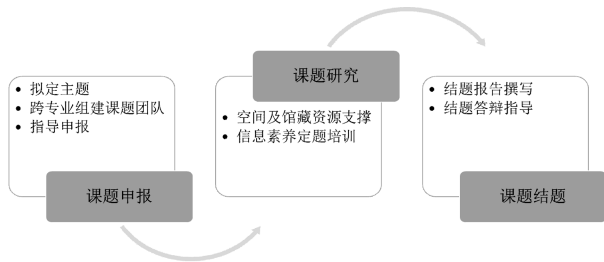 拟定主题
跨专业组建课题团队
指导申报
课题申报
课题研究
空间及馆藏资源支撑
信息素养定题培训
结题报告撰写
结题答辩指导
课题结题